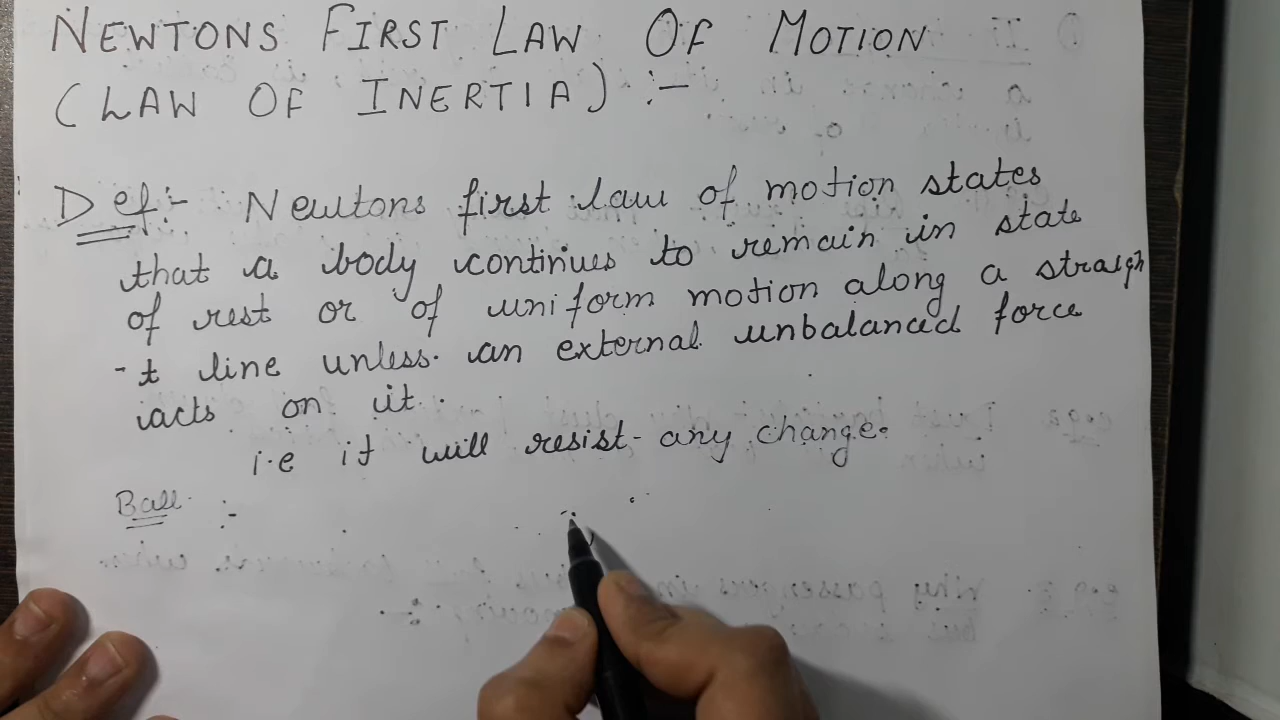 NEWTONS FIRST LAW OF MOTION
(LAW OF INERTIA) :-
Def:- Newtons first law of motion states
that a body continues to remain in state
of rest or of uniform motion along a straigh
-t line unless an external unbalanced force
acts on it.
i.e it will resist any change.
Ball :-